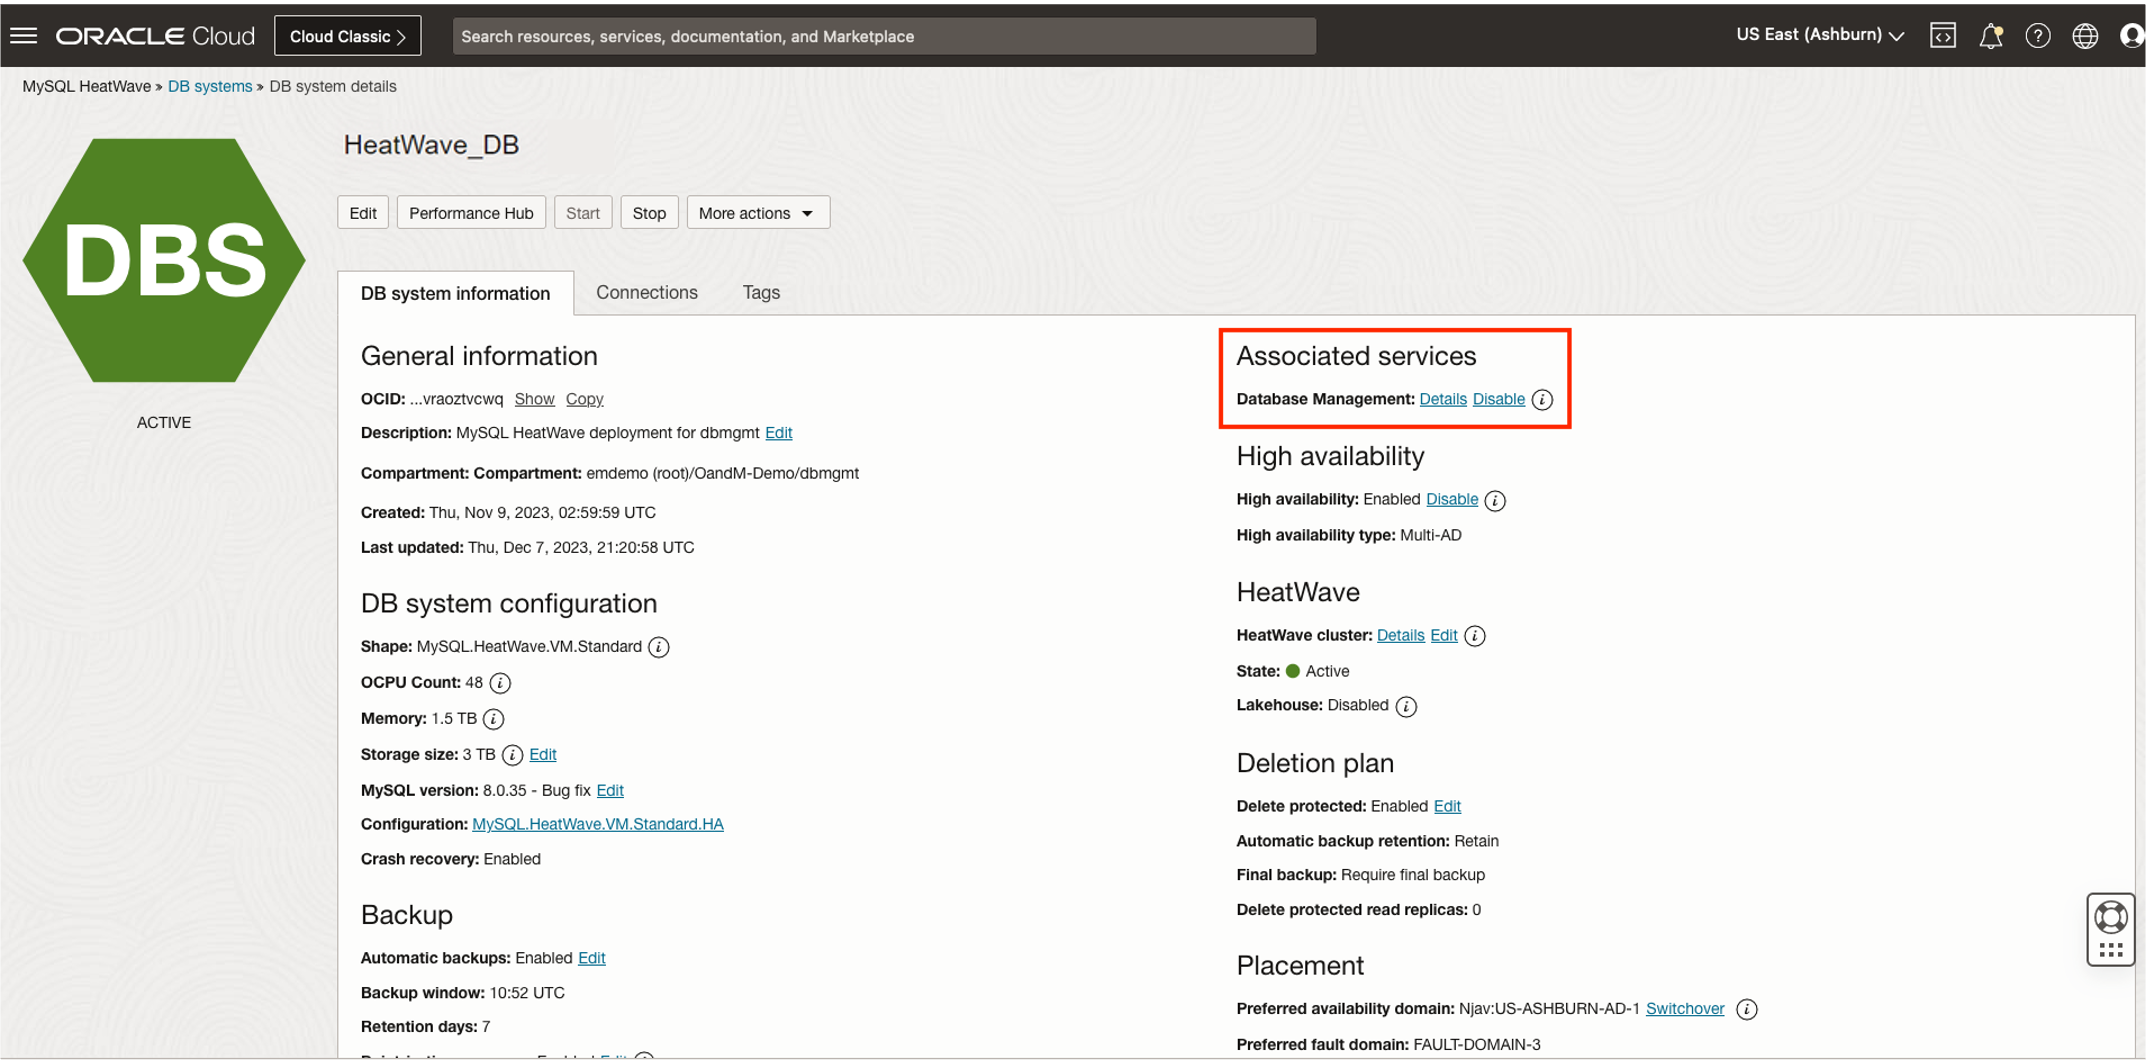 ORACLE Cloud
Cloud Classic
Search resources, services, documentation, and Marketplace
US East (Ashburn)
MySQL HeatWave » DB systems » DB system details
DBS
ACTIVE
HeatWave_DB
Edit
Performance Hub
Start
Stop
More actions
DB system information
Connections
Tags
General information
OCID: ...vraoztvcwq Show Copy
Description: MySQL HeatWave deployment for dbmgmt Edit
Compartment: Compartment: emdemo (root)/OandM-Demo/dbmgmt
Created: Thu, Nov 9, 2023, 02:59:59 UTC
Last updated: Thu, Dec 7, 2023, 21:20:58 UTC
DB system configuration
Shape: MySQL.HeatWave.VM.Standard
OCPU Count: 48
Memory: 1.5 TB
Storage size: 3 TB Edit
MySQL version: 8.0.35 - Bug fix Edit
Configuration: MySQL.HeatWave.VM.Standard.HA
Crash recovery: Enabled
Backup
Automatic backups: Enabled Edit
Backup window: 10:52 UTC
Retention days: 7
Associated services
Database Management: Details Disable
High availability
High availability: Enabled Disable
High availability type: Multi-AD
HeatWave
HeatWave cluster: Details Edit
State: Active
Lakehouse: Disabled
Deletion plan
Delete protected: Enabled Edit
Automatic backup retention: Retain
Final backup: Require final backup
Delete protected read replicas: 0
Placement
Preferred availability domain: Njav:US-ASHBURN-AD-1 Switchover
Preferred fault domain: FAULT-DOMAIN-3